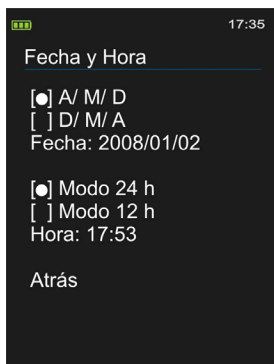 17:35
Fecha y Hora
[●] A/ M/ D
[ ] D/ M/ A
Fecha: 2008/01/02
[●] Modo 24 h
[ ] Modo 12 h
Hora: 17:53
Atrás